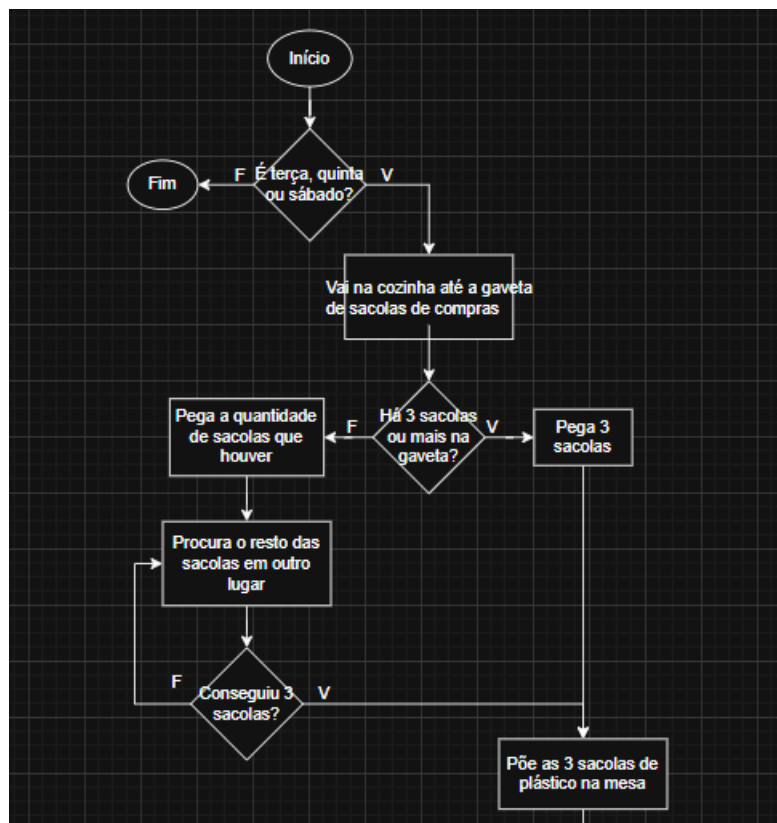 Início
É terça, quinta
ou sábado?
F
V
Fim
Vai na cozinha até a gaveta
de sacolas de compras
Há 3 sacolas
ou mais na
gaveta?
F
V
Pega a quantidade
de sacolas que
houver
Pega 3
sacolas
Procura o resto das
sacolas em outro
lugar
Conseguiu 3
sacolas?
F
V
Põe as 3 sacolas de
plástico na mesa